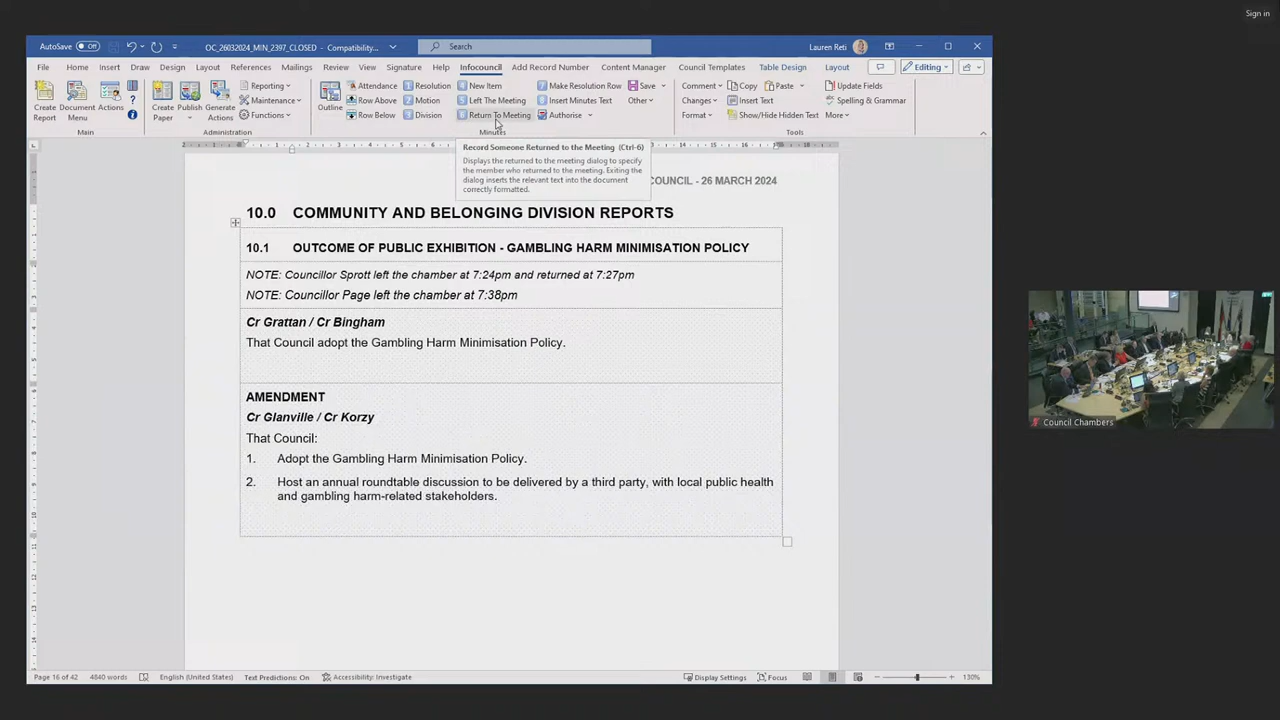 Sign in
AutoSave Off OC_26032024_MIN_2397_CLOSED - Compatibility... Search Lauren Reti
File Home Insert Draw Design Layout References Mailings Review View Signature Help Infocouncil Add Record Number Content Manager Council Templates Table Design Layout Editing
Create Report
Document Menu
Main
Create Agenda
Publish Manual
Generate Actions
Reporting
Maintenance
Functions
Administration
Outline
Attendance
Row Above
Row Below
1 Resolution
2 Motion
3 Division
4 New Item
5 Left The Meeting
6 Return To Meeting
7 Make Resolution Row
8 Insert Minutes Text
Authorise
Save
Other
Minutes
Comment
Changes
Format
Copy
Paste
Insert Text
Show/Hide Hidden Text
Update Fields
Spelling & Grammar
More
Tools
Record Someone Returned to the Meeting (Ctrl-6)
Displays the returned to the meeting dialog to specify
the member who returned to the meeting. Exiting the
dialog inserts the relevant text into the document
correctly formatted.
COUNCIL - 26 MARCH 2024
10.0 COMMUNITY AND BELONGING DIVISION REPORTS
10.1 OUTCOME OF PUBLIC EXHIBITION - GAMBLING HARM MINIMISATION POLICY
NOTE: Councillor Sprott left the chamber at 7:24pm and returned at 7:27pm
NOTE: Councillor Page left the chamber at 7:38pm
Cr Grattan / Cr Bingham
That Council adopt the Gambling Harm Minimisation Policy.
AMENDMENT
Cr Glanville / Cr Korzy
That Council:
1. Adopt the Gambling Harm Minimisation Policy.
2. Host an annual roundtable discussion to be delivered by a third party, with local public health
and gambling harm-related stakeholders.
Council Chambers
Page 16 of 42 4840 words English (United States) Text Predictions: On Accessibility: Investigate Display Settings Focus 130%